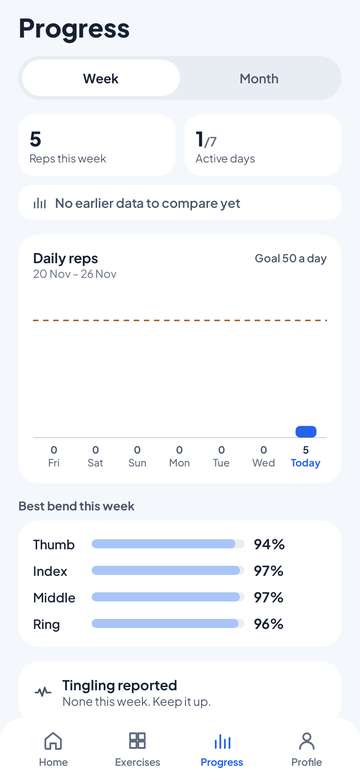 Progress
Week Month
5 1/7
Reps this week Active days
No earlier data to compare yet
Daily reps Goal 50 a day
20 Nov – 26 Nov
0 0 0 0 0 0 5
Fri Sat Sun Mon Tue Wed Today
Best bend this week
Thumb 94%
Index 97%
Middle 97%
Ring 96%
Tingling reported
None this week. Keep it up.
Home Exercises Progress Profile